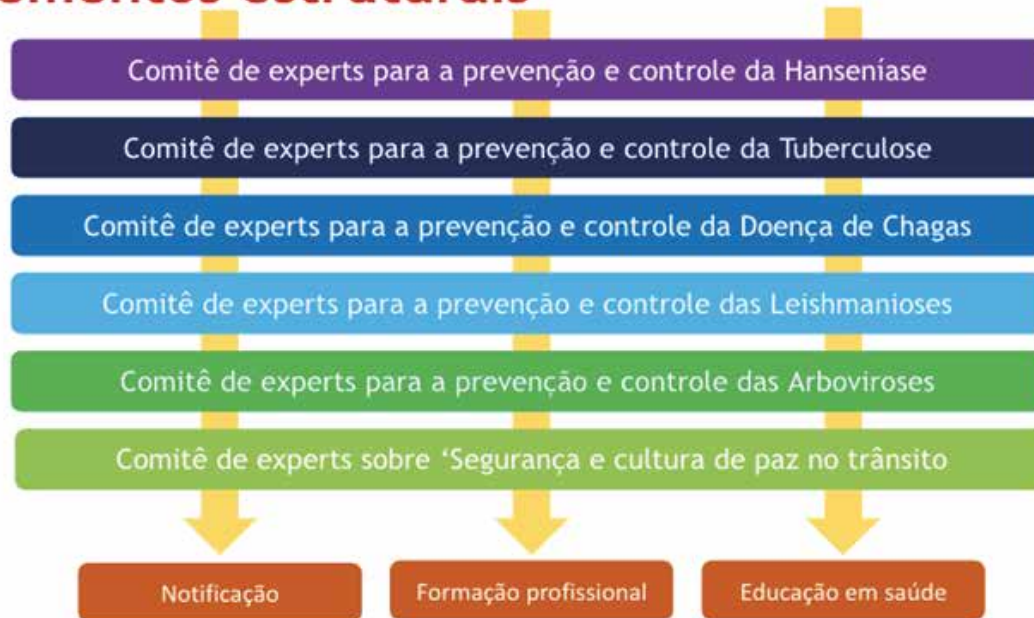 estruturais
Comitê de experts para a prevenção e controle da Hanseníase
Comitê de experts para a prevenção e controle da Tuberculose
Comitê de experts para a prevenção e controle da Doença de Chagas
Comitê de experts para a prevenção e controle das Leishmanioses
Comitê de experts para a prevenção e controle das Arboviroses
Comitê de experts sobre ‘Segurança e cultura de paz no trânsito
Notificação
Formação profissional
Educação em saúde